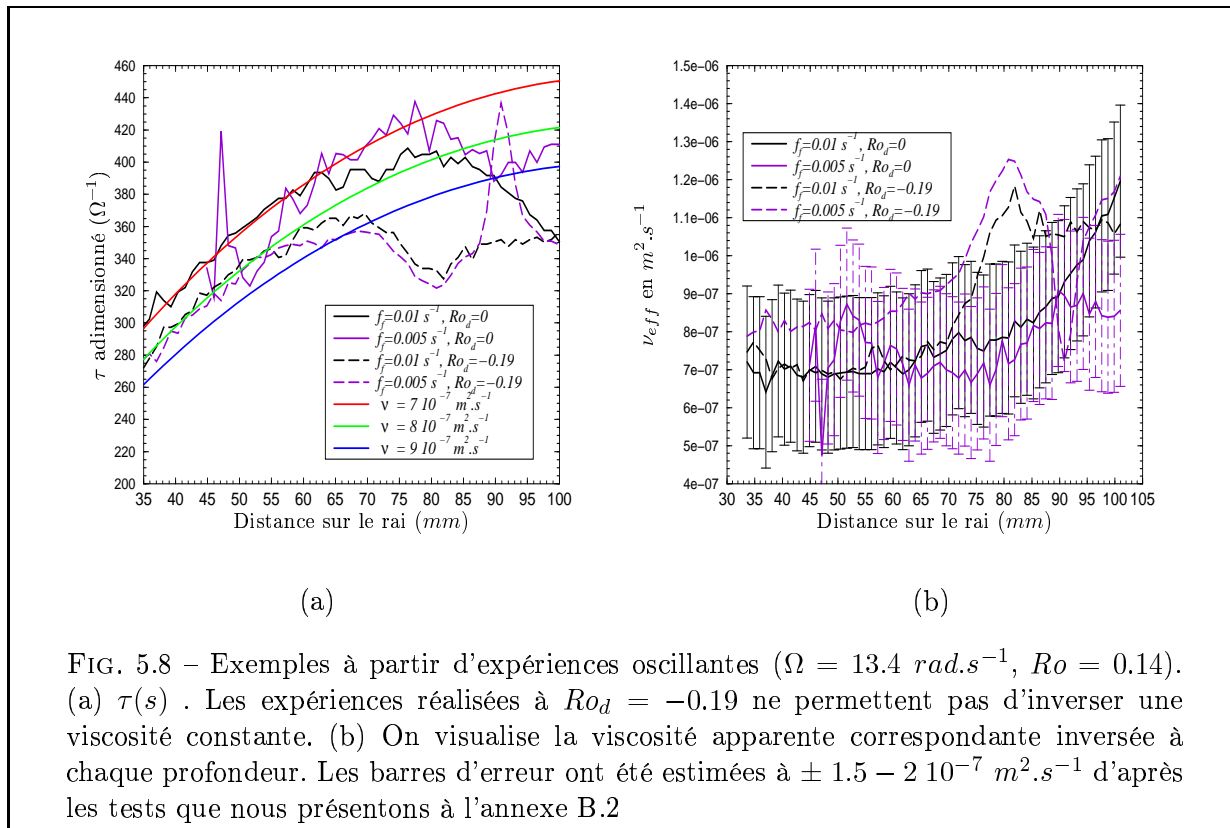 460
440
420
400
380
360
340
320
300
280
260
240
220
200
τ adimensionné (Ω⁻¹)
35 40 45 50 55 60 65 70 75 80 85 90 95 100
Distance sur le rai (mm)
f_f=0.01 s⁻¹, Ro_d=0
f_f=0.005 s⁻¹, Ro_d=0
f_f=0.01 s⁻¹, Ro_d=−0.19
f_f=0.005 s⁻¹, Ro_d=−0.19
ν = 7 10⁻⁷ m².s⁻¹
ν = 8 10⁻⁷ m².s⁻¹
ν = 9 10⁻⁷ m².s⁻¹
(a)
1.5e−06
1.4e−06
1.3e−06
1.2e−06
1.1e−06
1e−06
9e−07
8e−07
7e−07
6e−07
5e−07
4e−07
ν_eff en m².s⁻¹
f_f=0.01 s⁻¹, Ro_d=0
f_f=0.005 s⁻¹, Ro_d=0
f_f=0.01 s⁻¹, Ro_d=−0.19
f_f=0.005 s⁻¹, Ro_d=−0.19
30 35 40 45 50 55 60 65 70 75 80 85 90 95 100 105
Distance sur le rai (mm)
(b)
FIG. 5.8 – Exemples à partir d'expériences oscillantes (Ω = 13.4 rad.s⁻¹, Ro = 0.14).
(a) τ(s) . Les expériences réalisées à Ro_d = −0.19 ne permettent pas d'inverser une
viscosité constante. (b) On visualise la viscosité apparente correspondante inversée à
chaque profondeur. Les barres d'erreur ont été estimées à ± 1.5 − 2 10⁻⁷ m².s⁻¹ d'après
les tests que nous présentons à l'annexe B.2